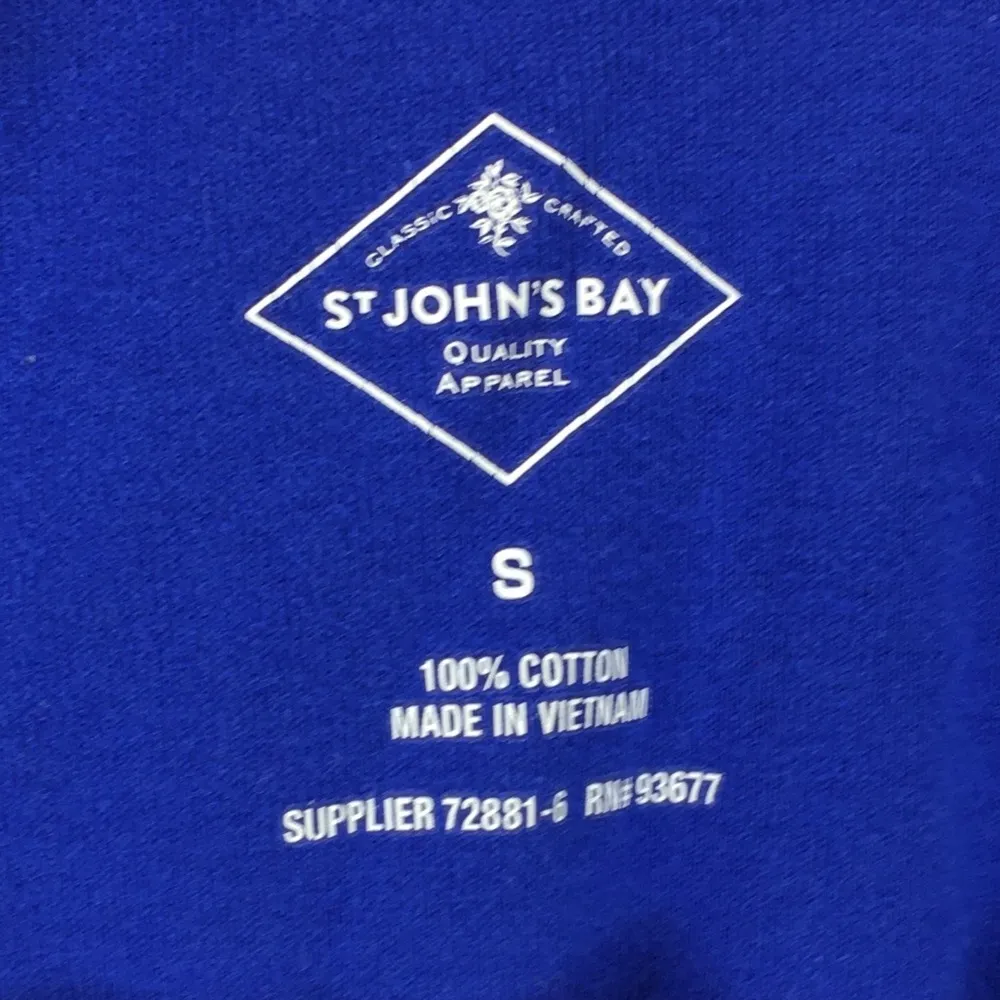 CLASSIC CRAFTED
ST JOHN'S BAY
QUALITY
APPAREL
S
100% COTTON
MADE IN VIETNAM
SUPPLIER 72881-6 RN#93677